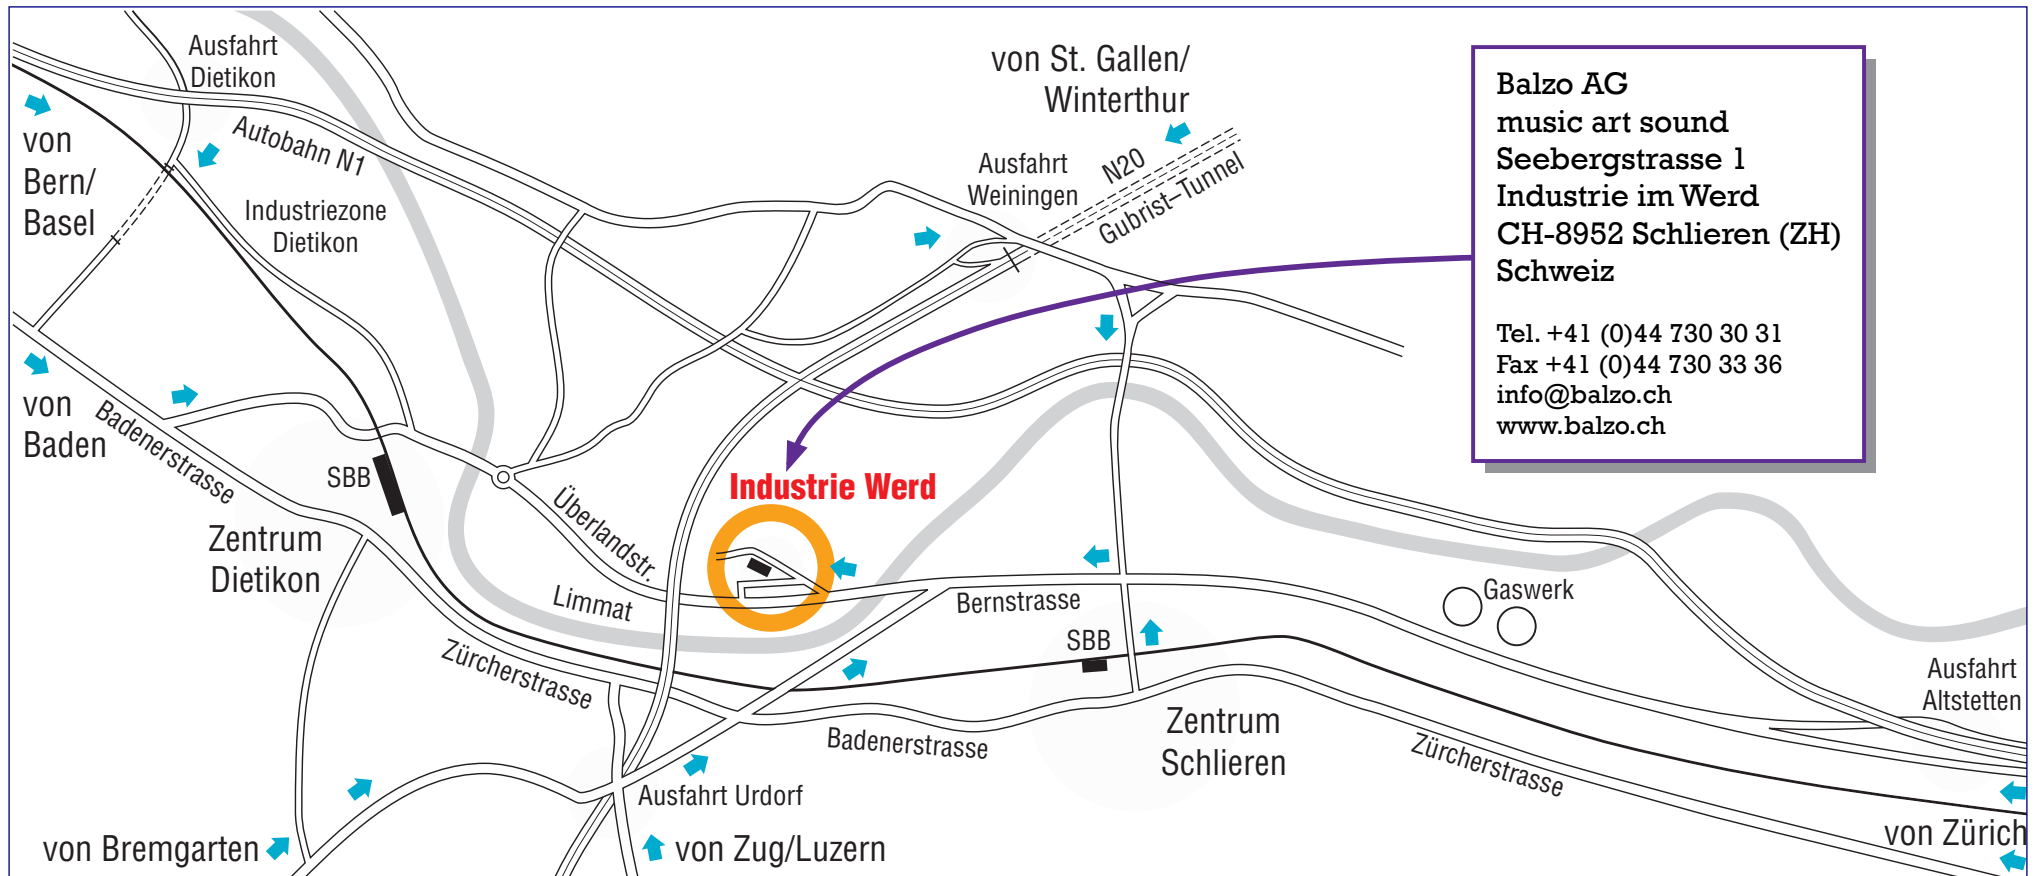 Ausfahrt
Dietikon
von
Bern/
Basel
Autobahn N1
Industriezone
Dietikon
von St. Gallen/
Winterthur
Ausfahrt
Weiningen
N20
Gubrist–Tunnel
Balzo AG
music art sound
Seebergstrasse 1
Industrie im Werd
CH-8952 Schlieren (ZH)
Schweiz
Tel. +41 (0)44 730 30 31
Fax +41 (0)44 730 33 36
info@balzo.ch
www.balzo.ch
von
Baden
Badenerstrasse
SBB
Zentrum
Dietikon
Überlandstr.
Industrie Werd
Limmat
Zürcherstrasse
Bernstrasse
SBB
Gaswerk
Ausfahrt
Altstetten
Badenerstrasse
Zentrum
Schlieren
Zürcherstrasse
Ausfahrt Urdorf
von Bremgarten
von Zug/Luzern
von Zürich